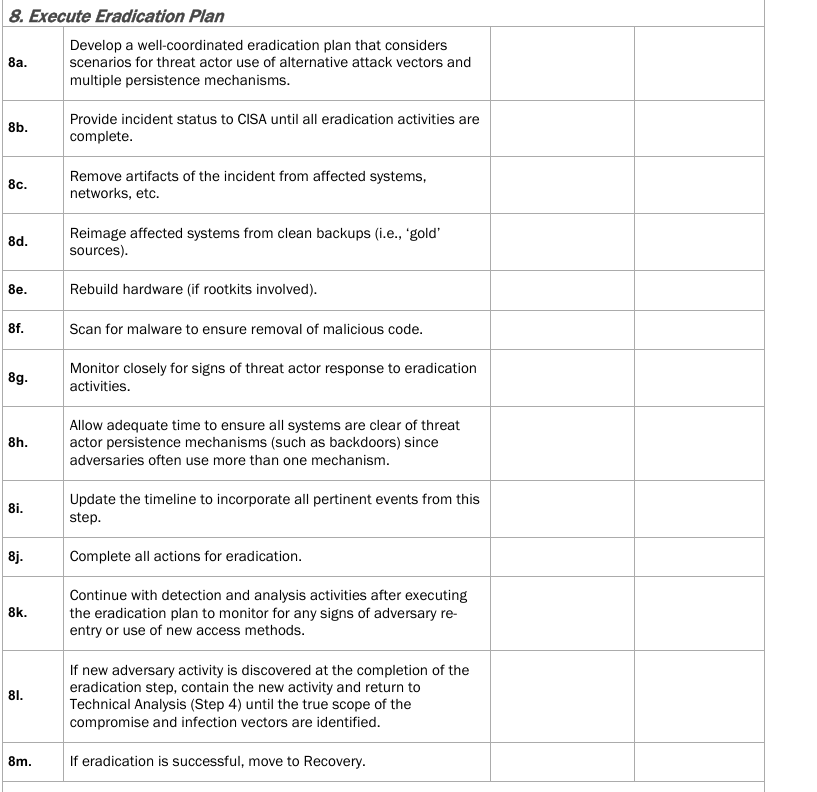 8. Execute Eradication Plan
8a.
Develop a well-coordinated eradication plan that considers
scenarios for threat actor use of alternative attack vectors and
multiple persistence mechanisms.
8b.
Provide incident status to CISA until all eradication activities are
complete.
8c.
Remove artifacts of the incident from affected systems,
networks, etc.
8d.
Reimage affected systems from clean backups (i.e., ‘gold’
sources).
8e.
Rebuild hardware (if rootkits involved).
8f.
Scan for malware to ensure removal of malicious code.
8g.
Monitor closely for signs of threat actor response to eradication
activities.
8h.
Allow adequate time to ensure all systems are clear of threat
actor persistence mechanisms (such as backdoors) since
adversaries often use more than one mechanism.
8i.
Update the timeline to incorporate all pertinent events from this
step.
8j.
Complete all actions for eradication.
8k.
Continue with detection and analysis activities after executing
the eradication plan to monitor for any signs of adversary re-
entry or use of new access methods.
8l.
If new adversary activity is discovered at the completion of the
eradication step, contain the new activity and return to
Technical Analysis (Step 4) until the true scope of the
compromise and infection vectors are identified.
8m.
If eradication is successful, move to Recovery.